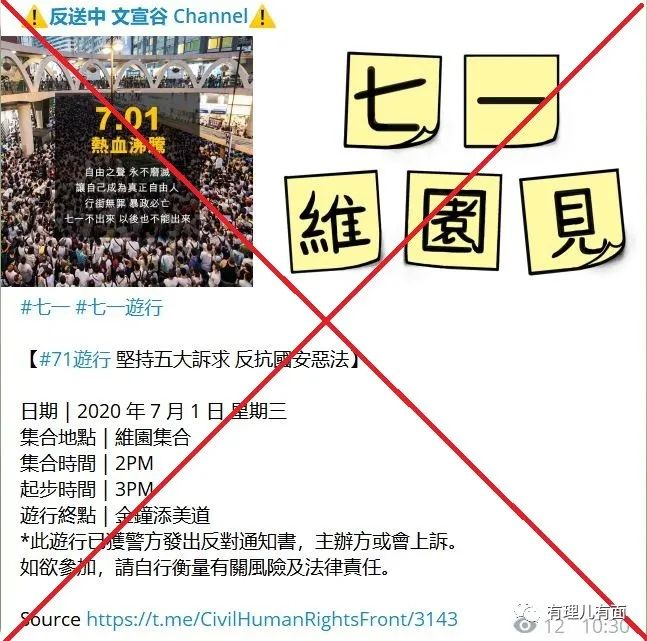 ⚠️反送中 文宣谷 Channel⚠️
7.01
熱血沸騰
自由之聲 永不磨滅
讓自己成為真正自由人
行街無罪 暴政必亡
七一不出來 以後也不能出來
七一
維園見
#七一 #七一遊行
【#71遊行 堅持五大訴求 反抗國安惡法】
日期 | 2020 年 7 月 1 日 星期三
集合地點 | 維園集合
集合時間 | 2PM
起步時間 | 3PM
遊行終點 | 金鐘添美道
*此遊行已獲警方發出反對通知書，主辦方或會上訴。
如欲參加，請自行衡量有關風險及法律責任。
Source https://t.me/CivilHumanRightsFront/3143
有理儿有面
12 10:30